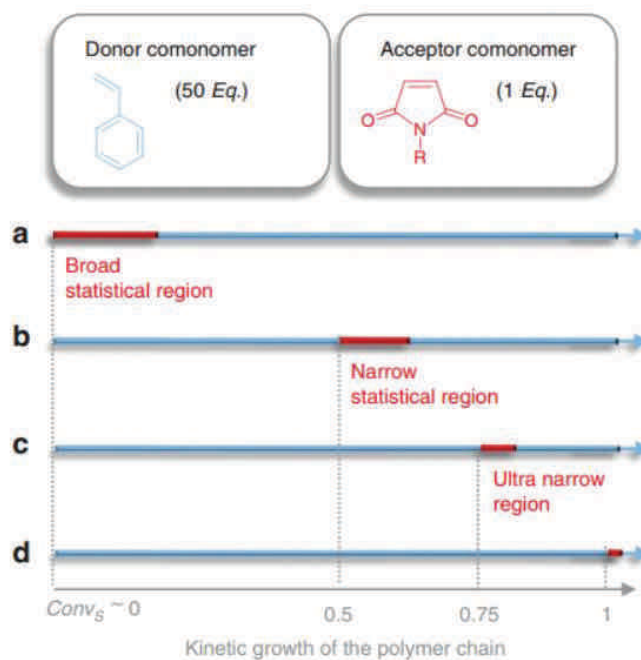 Donor comonomer
(50 Eq.)
Acceptor comonomer
(1 Eq.)
O
N
O
R
a
Broad
statistical region
b
Narrow
statistical region
c
Ultra narrow
region
d
Conv_S ~ 0
0.5
0.75
1
Kinetic growth of the polymer chain